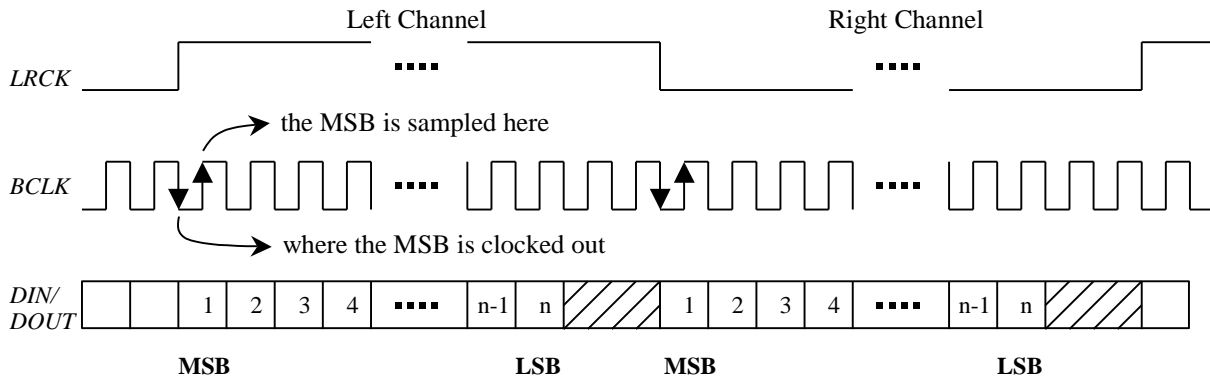 Left Channel Right Channel
LRCK
the MSB is sampled here
BCLK
where the MSB is clocked out
DIN/
DOUT
1 2 3 4 n-1 n 1 2 3 4 n-1 n
MSB LSB MSB LSB